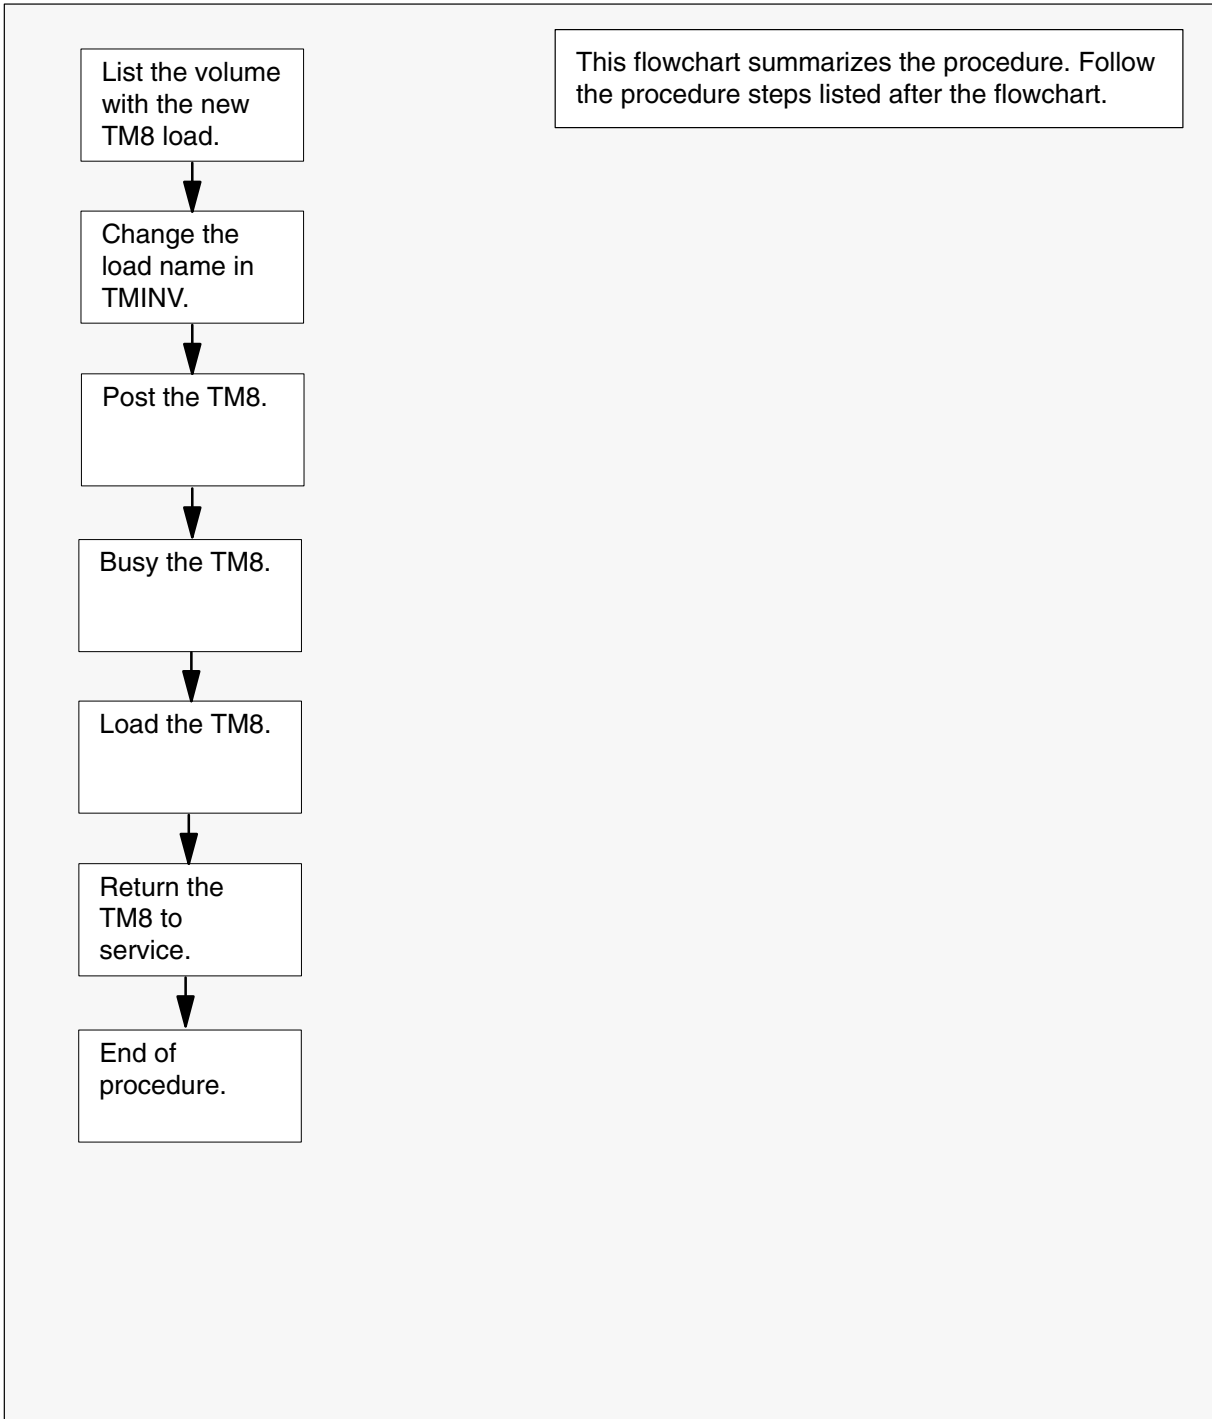 List the volume
with the new
TM8 load.
This flowchart summarizes the procedure. Follow
the procedure steps listed after the flowchart.
Change the
load name in
TMINV.
Post the TM8.
Busy the TM8.
Load the TM8.
Return the
TM8 to
service.
End of
procedure.